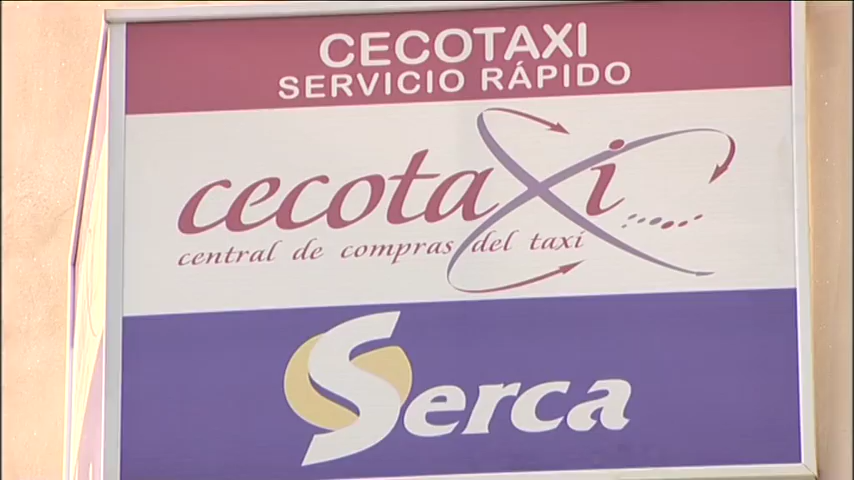 CECOTAXI
SERVICIO RÁPIDO
cecotaxi
central de compras del taxi
Serca